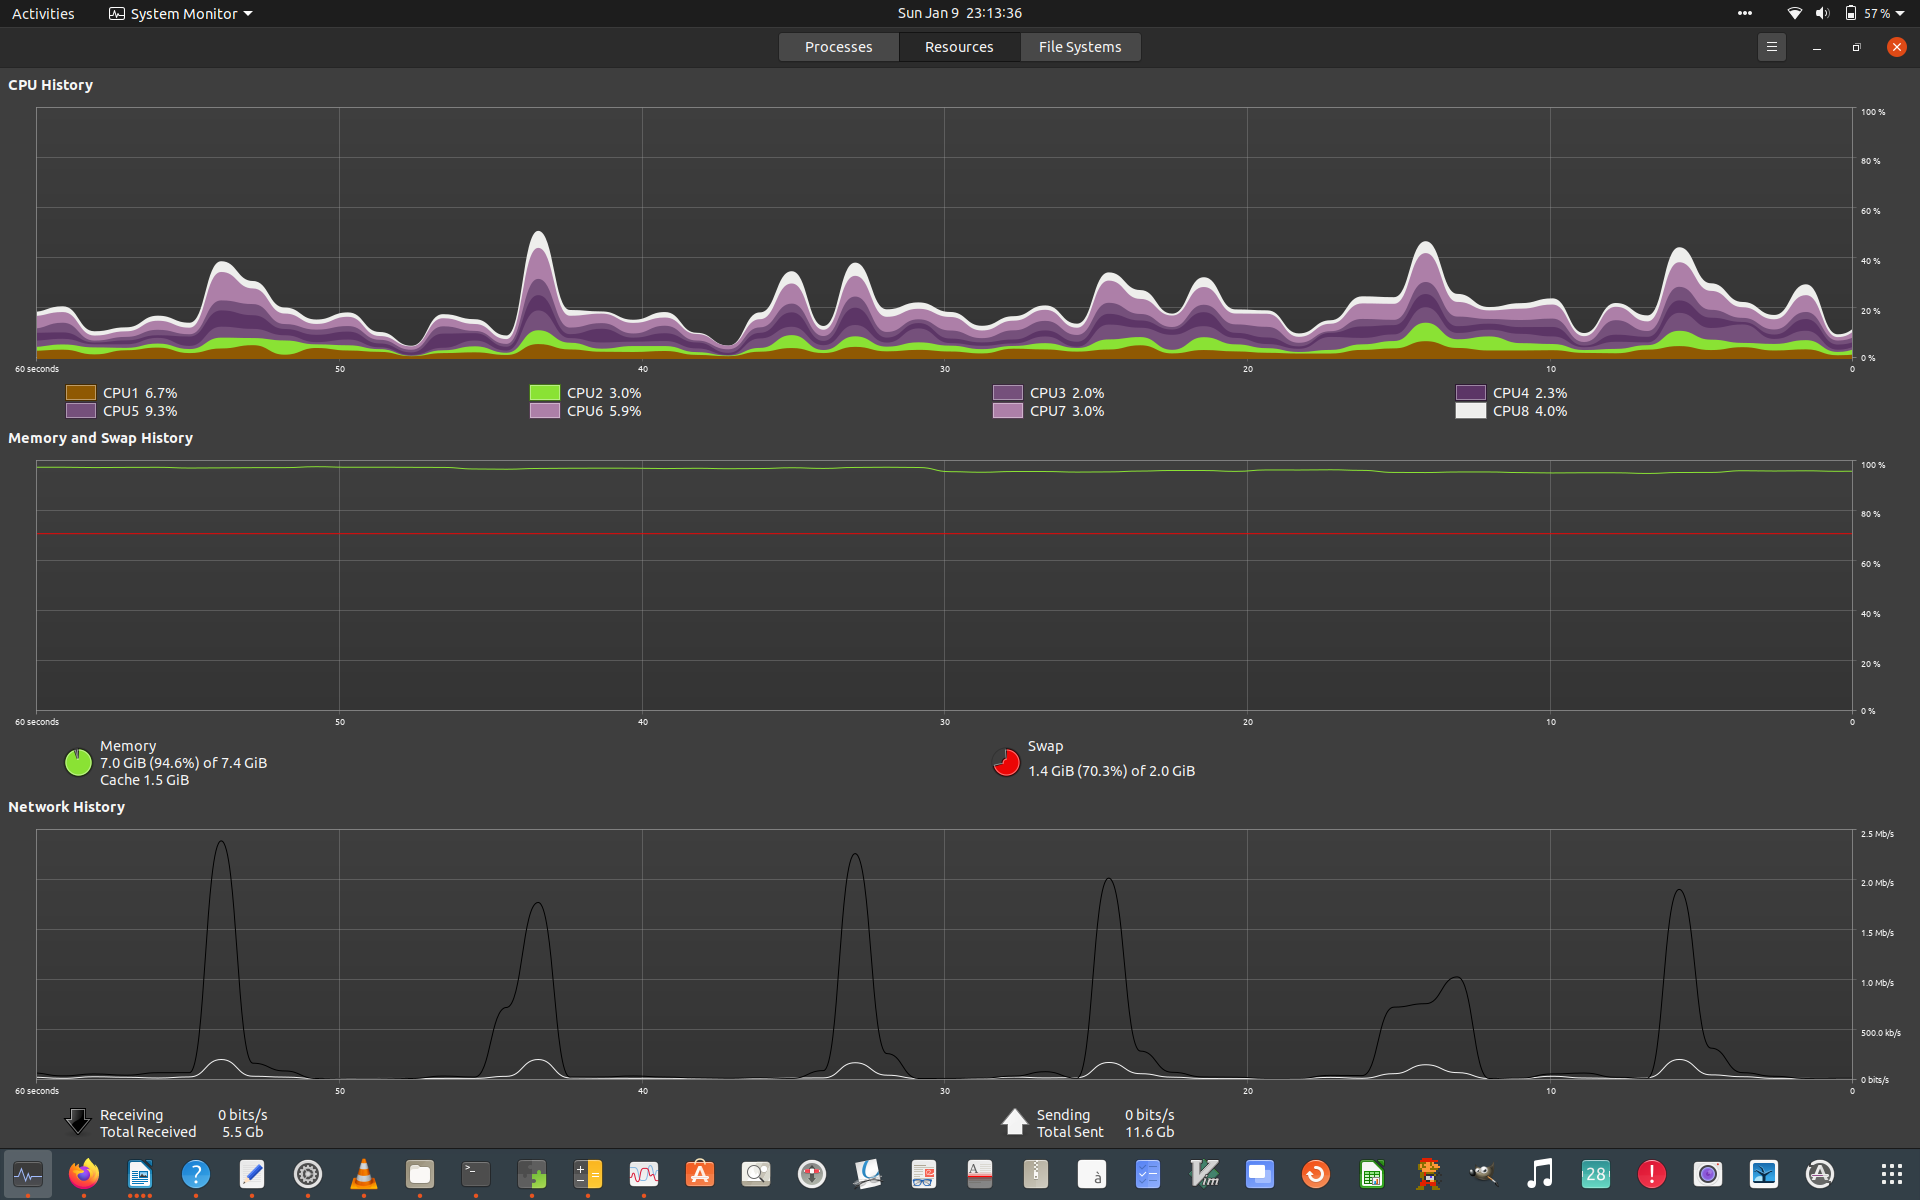 Activities System Monitor Sun Jan 9 23:13:36 57 %
Processes Resources File Systems
CPU History
100 %
80 %
60 %
40 %
20 %
0 %
60 seconds 50 40 30 20 10 0
CPU1 6.7% CPU2 3.0% CPU3 2.0% CPU4 2.3%
CPU5 9.3% CPU6 5.9% CPU7 3.0% CPU8 4.0%
Memory and Swap History
100 %
80 %
60 %
40 %
20 %
0 %
60 seconds 50 40 30 20 10 0
Memory
7.0 GiB (94.6%) of 7.4 GiB
Cache 1.5 GiB
Swap
1.4 GiB (70.3%) of 2.0 GiB
Network History
2.5 Mb/s
2.0 Mb/s
1.5 Mb/s
1.0 Mb/s
500.0 kb/s
0 bits/s
60 seconds 50 40 30 20 10 0
Receiving 0 bits/s
Total Received 5.5 Gb
Sending 0 bits/s
Total Sent 11.6 Gb
? >_ A à Vim 28 !